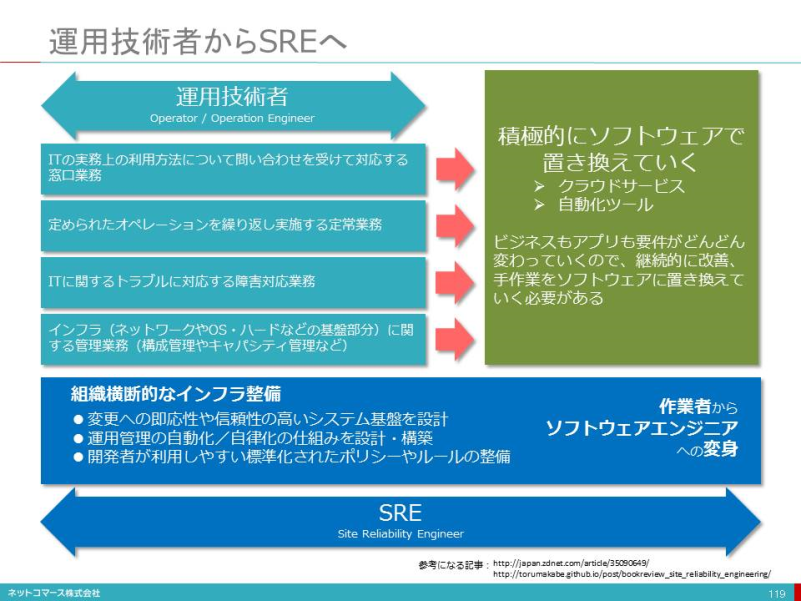 運用技術者からSREへ
運用技術者
Operator / Operation Engineer
ITの実務上の利用方法について問い合わせを受けて対応する
窓口業務
定められたオペレーションを繰り返し実施する定常業務
ITに関するトラブルに対応する障害対応業務
インフラ（ネットワークやOS・ハードなどの基盤部分）に関
する管理業務（構成管理やキャパシティ管理など）
積極的にソフトウェアで
置き換えていく
➢ クラウドサービス
➢ 自動化ツール
ビジネスもアプリも要件がどんどん
変わっていくので、継続的に改善、
手作業をソフトウェアに置き換えて
いく必要がある
組織横断的なインフラ整備
● 変更への即応性や信頼性の高いシステム基盤を設計
● 運用管理の自動化／自律化の仕組みを設計・構築
● 開発者が利用しやすい標準化されたポリシーやルールの整備
作業者から
ソフトウェアエンジニア
への変身
SRE
Site Reliability Engineer
参考になる記事：http://japan.zdnet.com/article/35090649/
http://torumakabe.github.io/post/bookreview_site_reliability_engineering/
ネットコマース株式会社
119